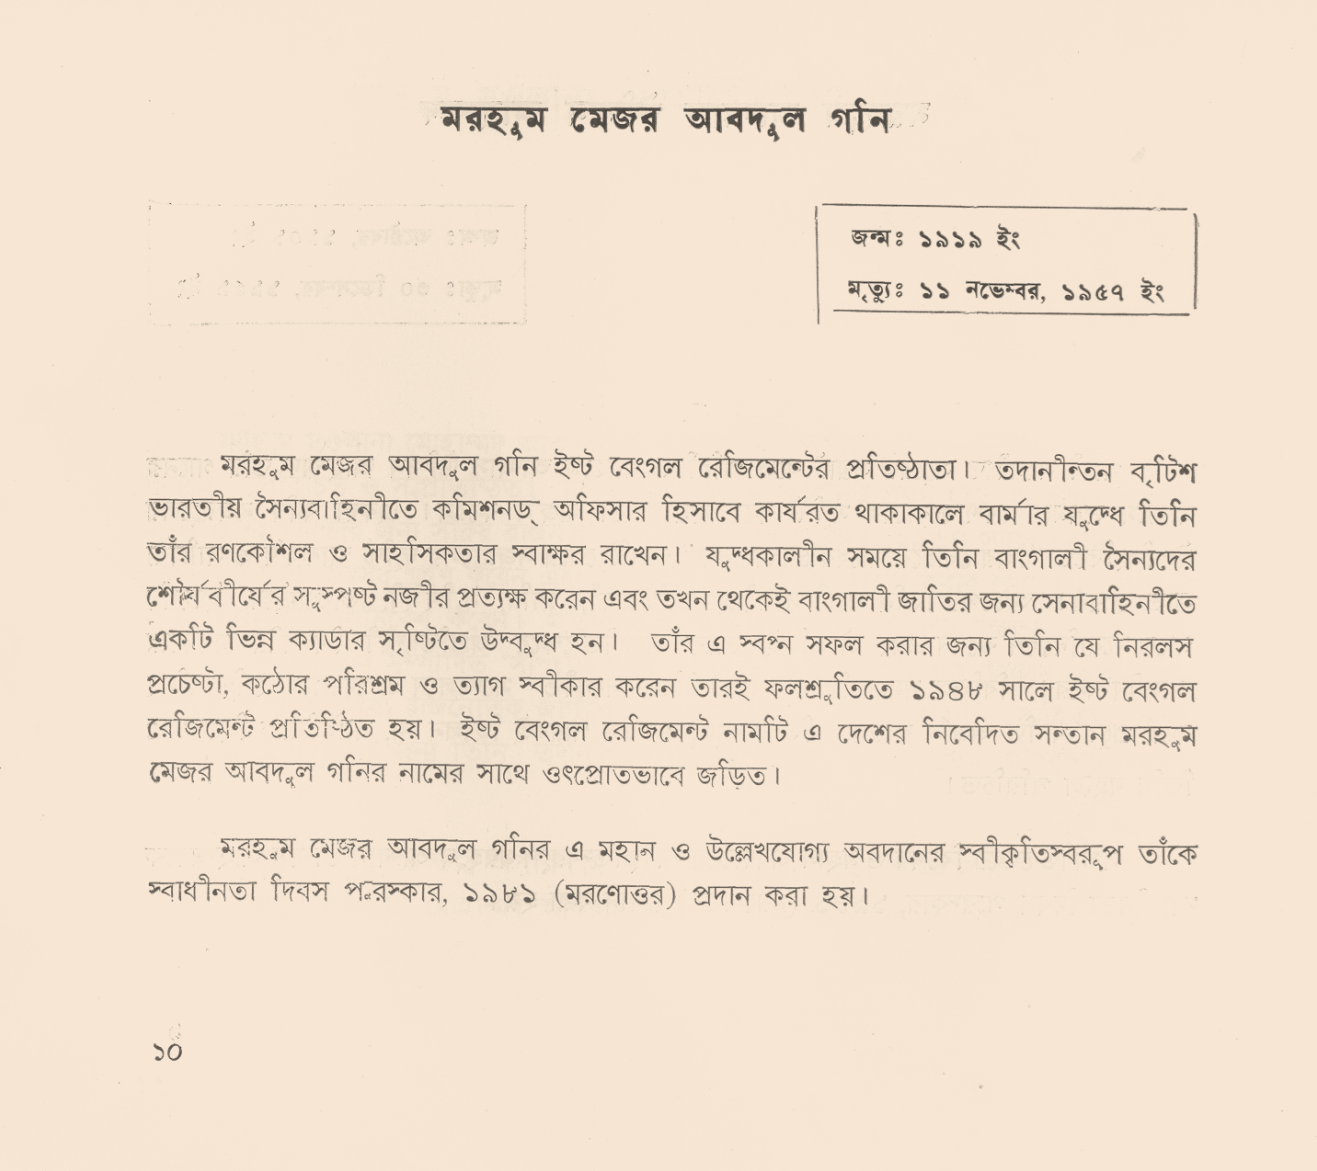 মরহুম মেজর আবদুল গনি
জন্মঃ ১৯১৯ ইং
মৃত্যুঃ ১১ নভেম্বর, ১৯৫৭ ইং
মরহুম মেজর আবদুল গনি ইষ্ট বেংগল রেজিমেন্টের প্রতিষ্ঠাতা। তদানীন্তন বৃটিশ
ভারতীয় সৈন্যবাহিনীতে কমিশনড্ অফিসার হিসাবে কার্যরত থাকাকালে বার্মার যুদ্ধে তিনি
তাঁর রণকৌশল ও সাহসিকতার স্বাক্ষর রাখেন। যুদ্ধকালীন সময়ে তিনি বাংগালী সৈন্যদের
শৌর্যবীর্যের সুস্পষ্ট নজীর প্রত্যক্ষ করেন এবং তখন থেকেই বাংগালী জাতির জন্য সেনাবাহিনীতে
একটি ভিন্ন ক্যাডার সৃষ্টিতে উদ্বুদ্ধ হন। তাঁর এ স্বপ্ন সফল করার জন্য তিনি যে নিরলস
প্রচেষ্টা, কঠোর পরিশ্রম ও ত্যাগ স্বীকার করেন তারই ফলশ্রুতিতে ১৯৪৮ সালে ইষ্ট বেংগল
রেজিমেন্ট প্রতিষ্ঠিত হয়। ইষ্ট বেংগল রেজিমেন্ট নামটি এ দেশের নিবেদিত সন্তান মরহুম
মেজর আবদুল গনির নামের সাথে ওৎপ্রোতভাবে জড়িত।
মরহুম মেজর আবদুল গনির এ মহান ও উল্লেখযোগ্য অবদানের স্বীকৃতিস্বরূপ তাঁকে
স্বাধীনতা দিবস পুরস্কার, ১৯৮১ (মরণোত্তর) প্রদান করা হয়।
১০